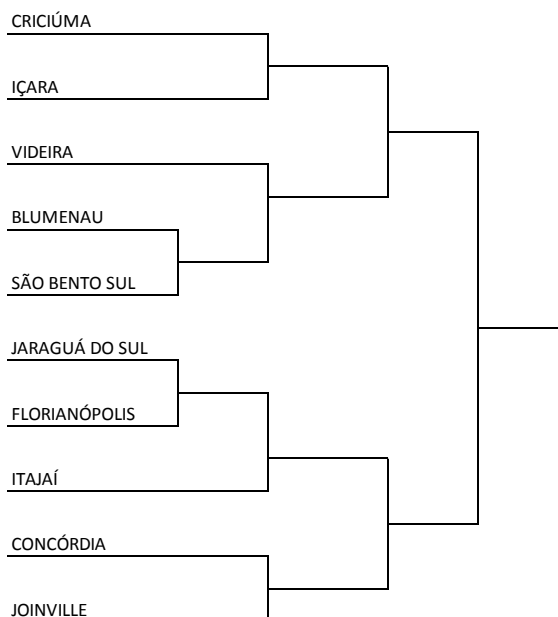 CRICIÚMA
IÇARA
VIDEIRA
BLUMENAU
SÃO BENTO SUL
JARAGUÁ DO SUL
FLORIANÓPOLIS
ITAJAÍ
CONCÓRDIA
JOINVILLE